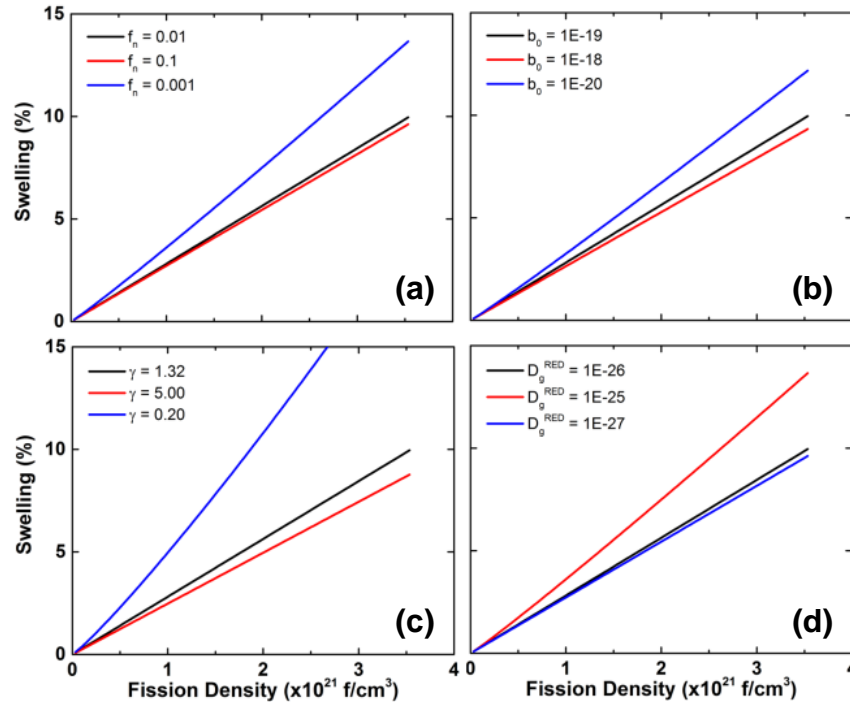 15
10
5
0
Swelling (%)
f_n = 0.01
f_n = 0.1
f_n = 0.001
(a)
b_0 = 1E-19
b_0 = 1E-18
b_0 = 1E-20
(b)
15
10
5
0
Swelling (%)
γ = 1.32
γ = 5.00
γ = 0.20
(c)
0 1 2 3 4
Fission Density (x10^21 f/cm^3)
D_g^RED = 1E-26
D_g^RED = 1E-25
D_g^RED = 1E-27
(d)
1 2 3 4
Fission Density (x10^21 f/cm^3)